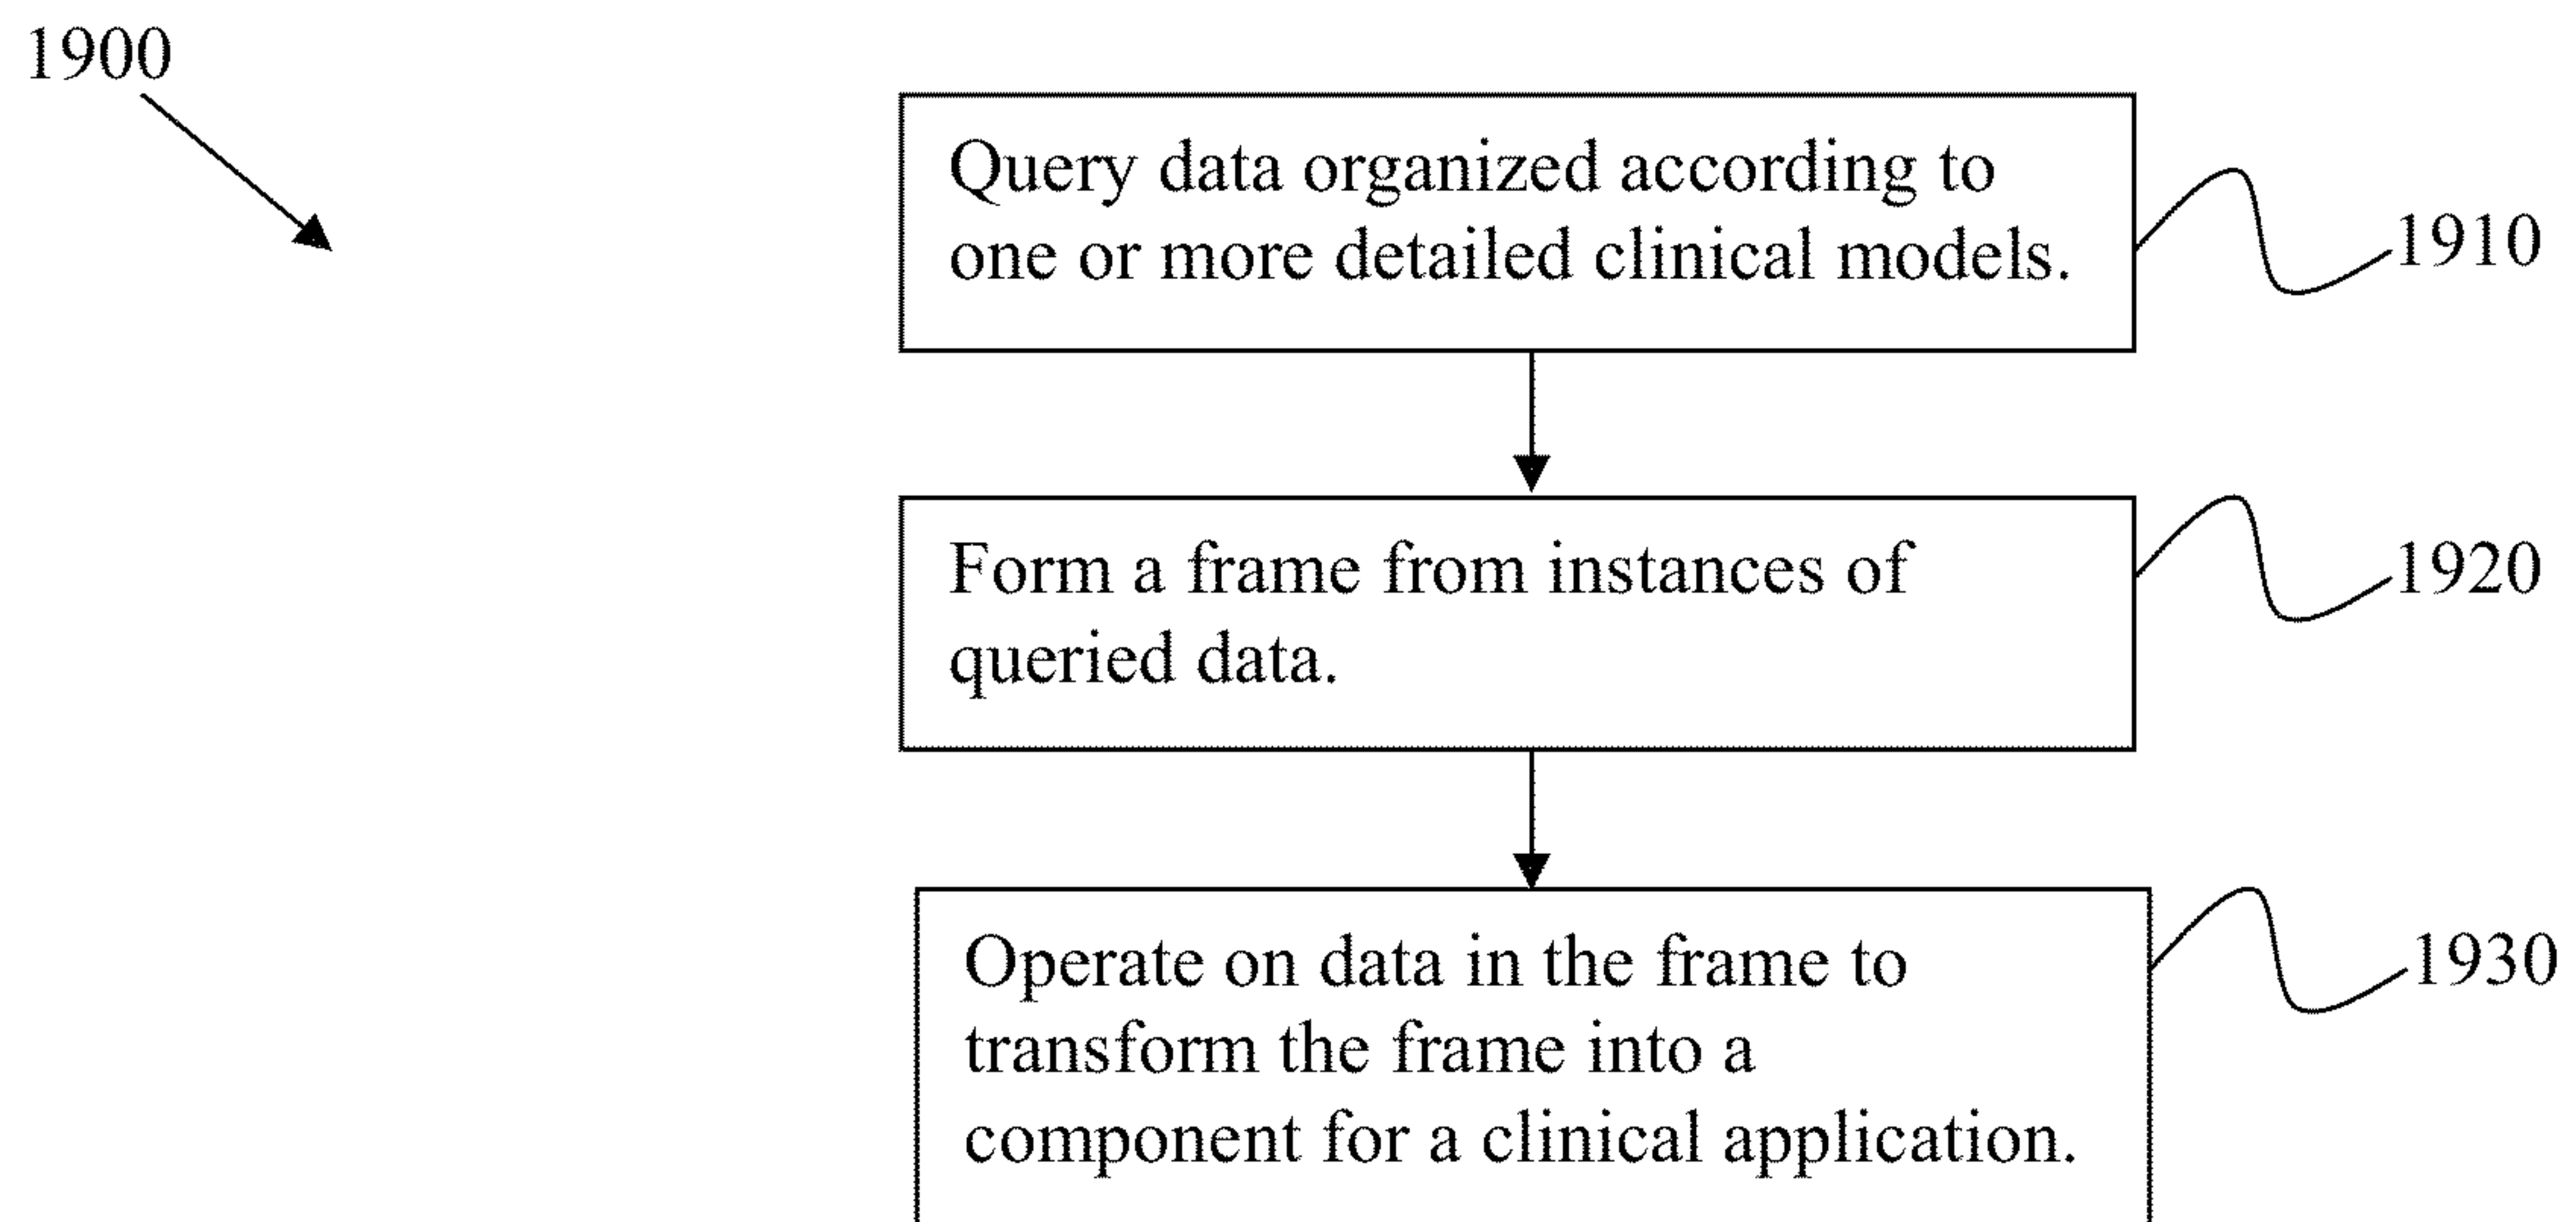 1900
Query data organized according to
one or more detailed clinical models.
1910
Form a frame from instances of
queried data.
1920
Operate on data in the frame to
transform the frame into a
component for a clinical application.
1930